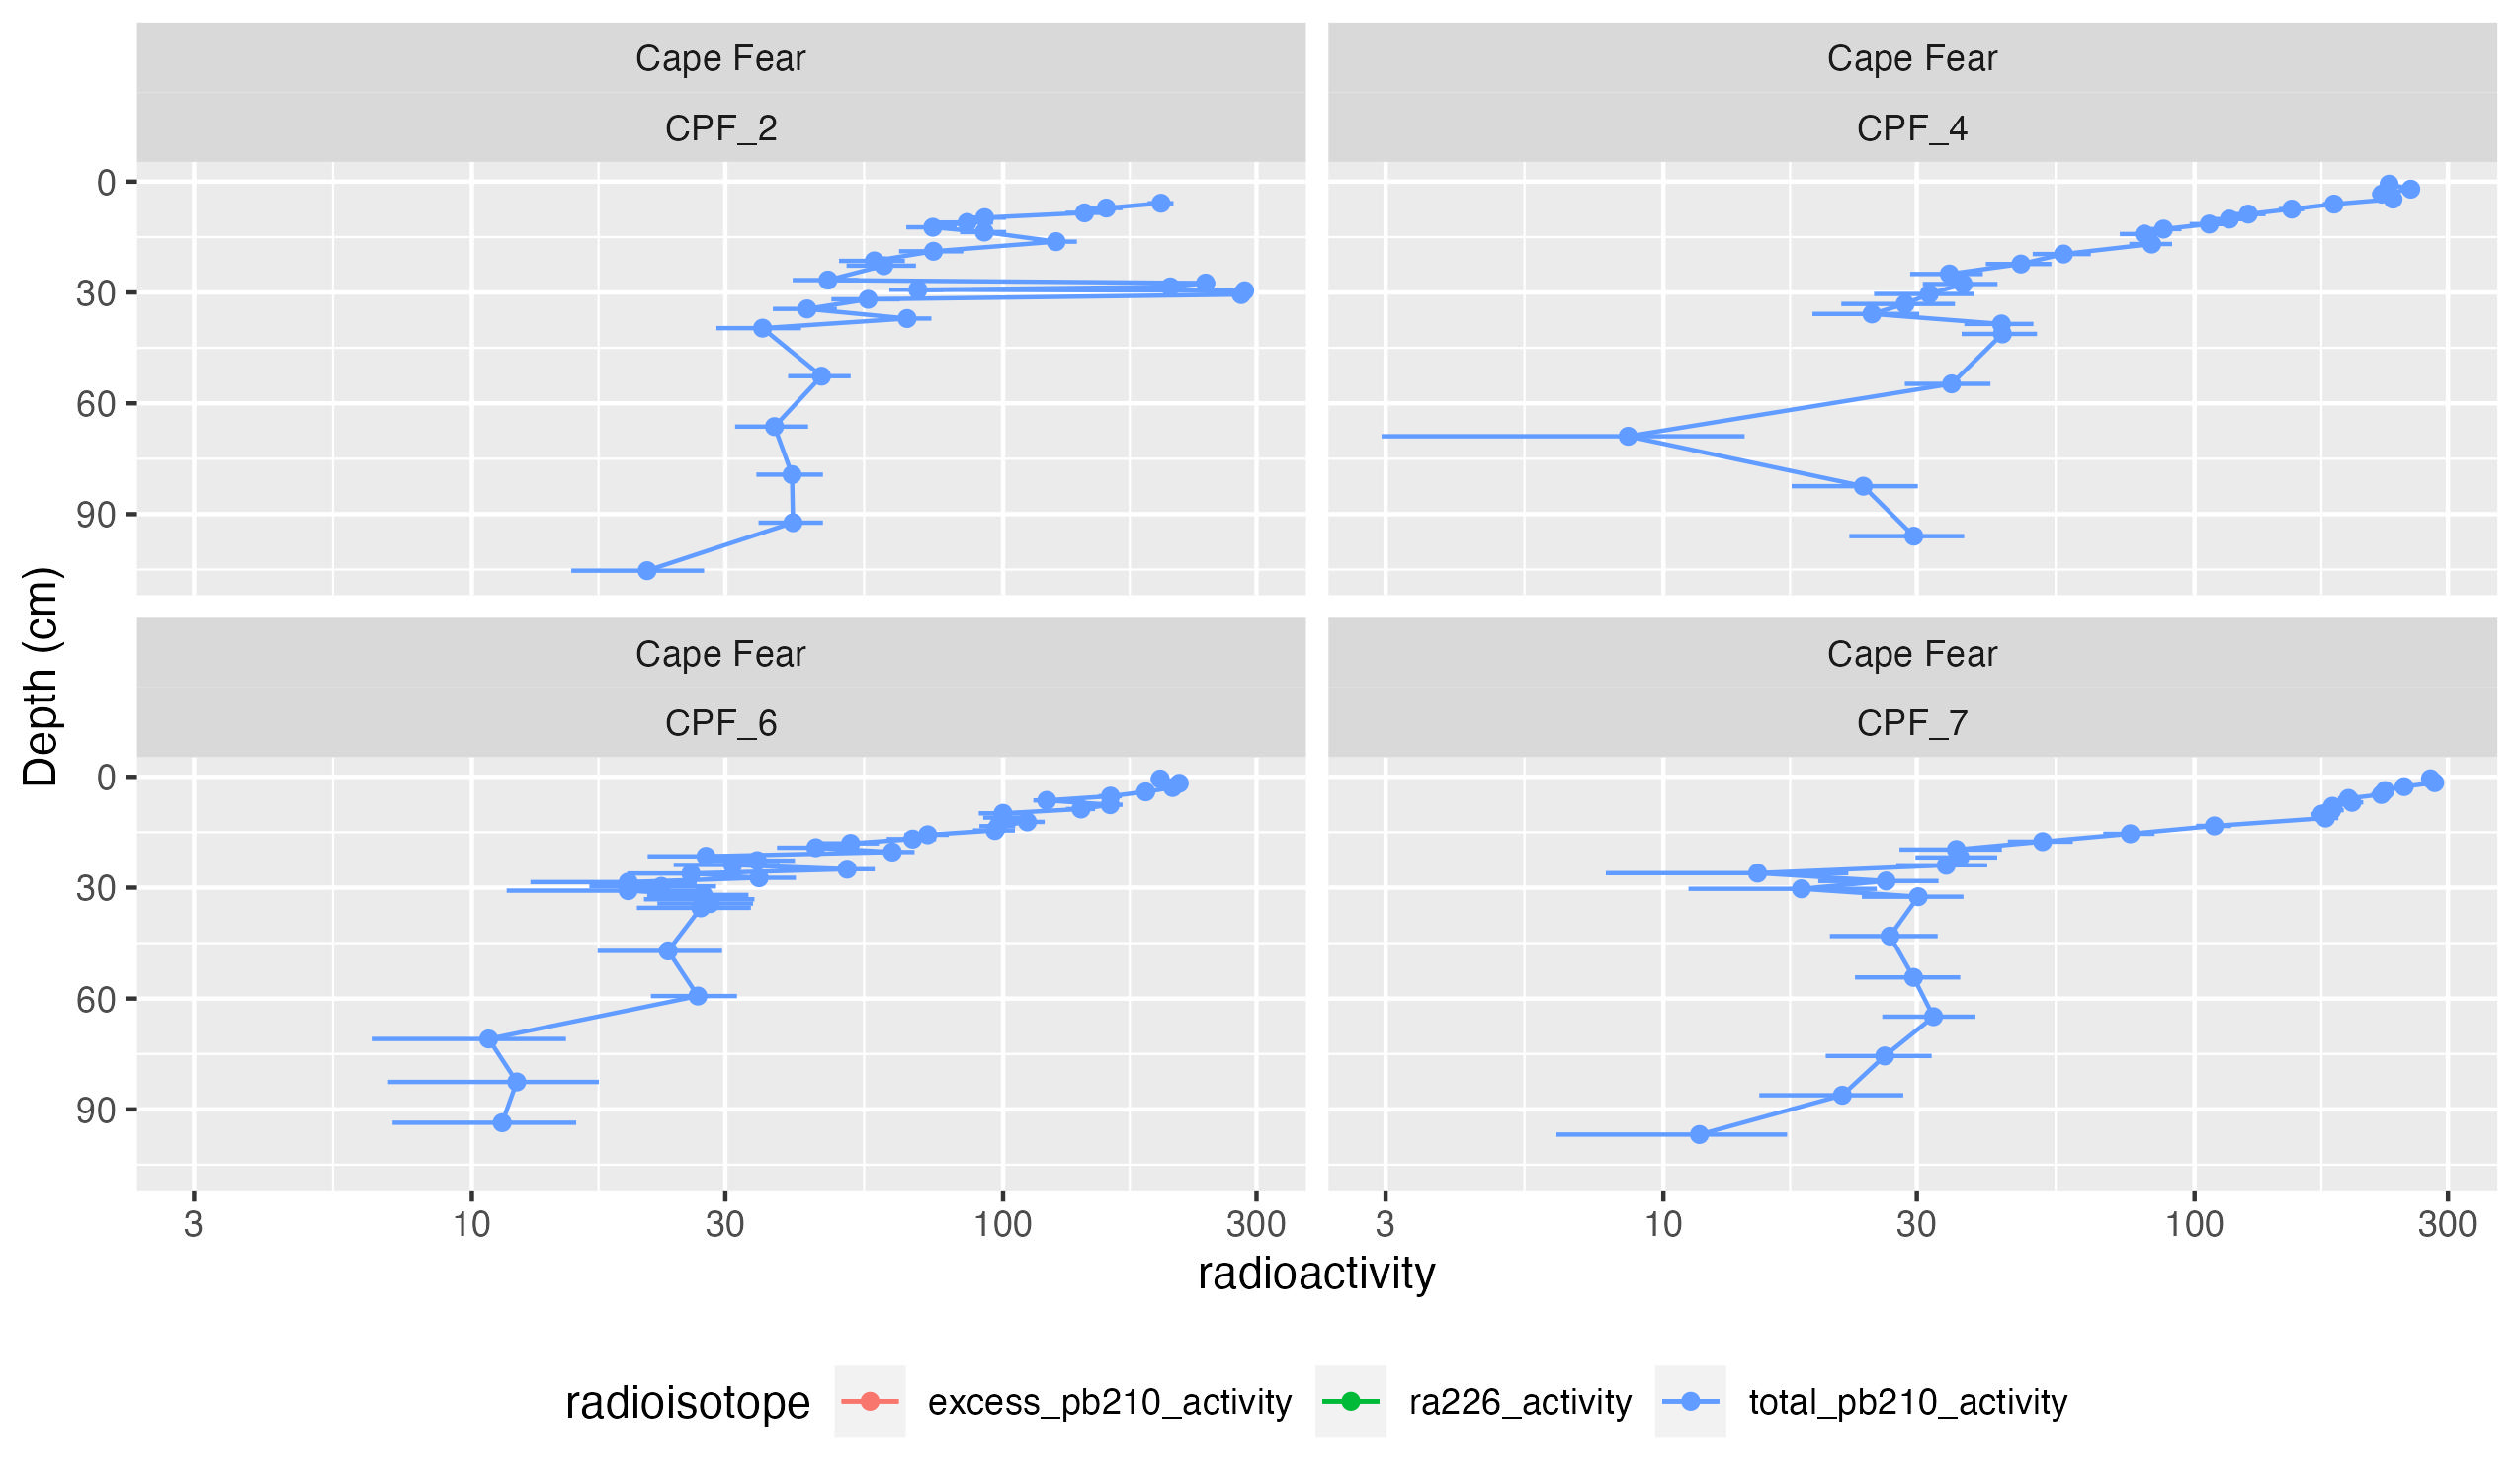 Cape Fear
Cape Fear
CPF_2
CPF_4
0
30
60
90
Depth (cm)
Cape Fear
Cape Fear
CPF_6
CPF_7
0
30
60
90
3 10 30 100 300 3 10 30 100 300
radioactivity
radioisotope excess_pb210_activity ra226_activity total_pb210_activity